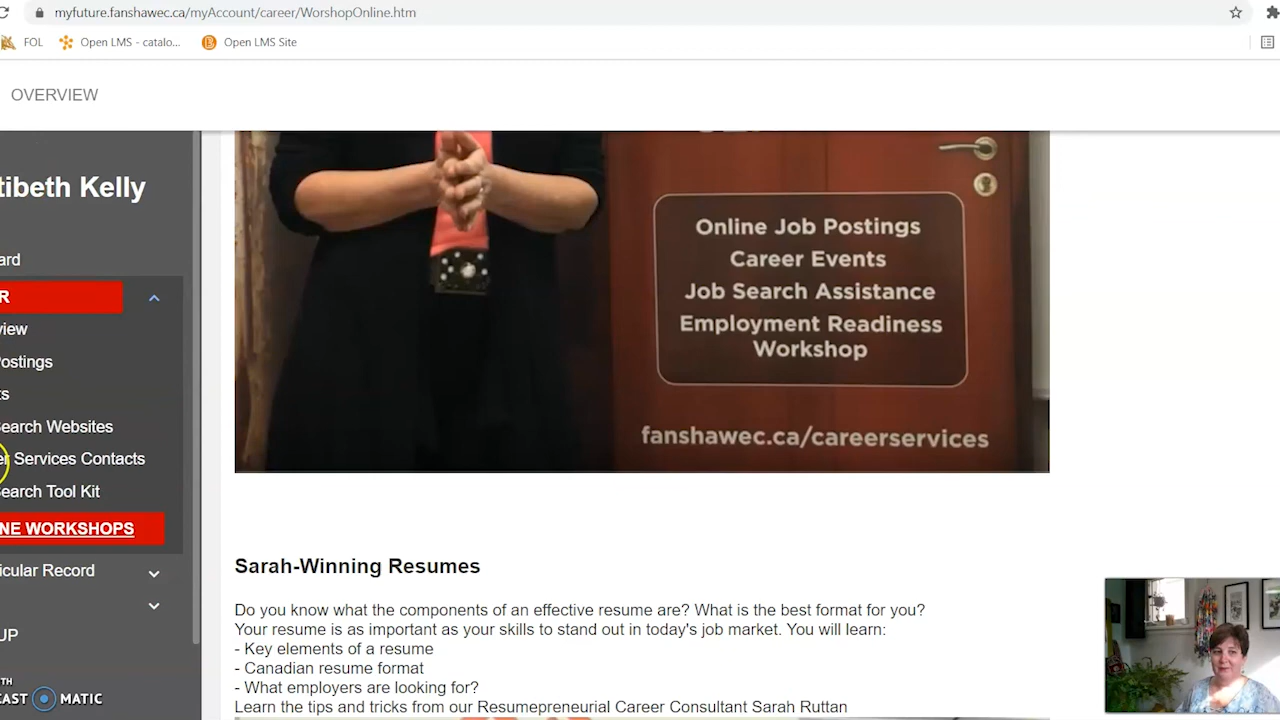 myfuture.fanshawec.ca/myAccount/career/WorshopOnline.htm
FOL
Open LMS - catalo...
Open LMS Site
OVERVIEW
tibeth Kelly
ard
R
view
ostings
ts
earch Websites
er Services Contacts
earch Tool Kit
NE WORKSHOPS
icular Record
UP
TH
CAST MATIC
Online Job Postings
Career Events
Job Search Assistance
Employment Readiness
Workshop
fanshawec.ca/careerservices
Sarah-Winning Resumes
Do you know what the components of an effective resume are? What is the best format for you?
Your resume is as important as your skills to stand out in today's job market. You will learn:
- Key elements of a resume
- Canadian resume format
- What employers are looking for?
Learn the tips and tricks from our Resumepreneurial Career Consultant Sarah Ruttan